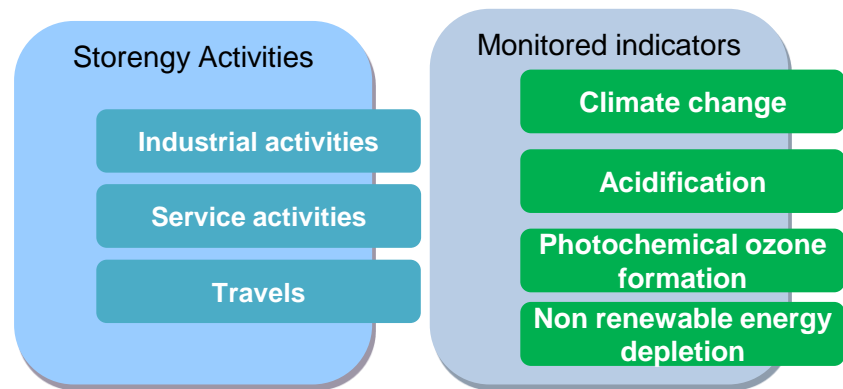 Storengy Activities
Industrial activities
Service activities
Travels
Monitored indicators
Climate change
Acidification
Photochemical ozone
formation
Non renewable energy
depletion